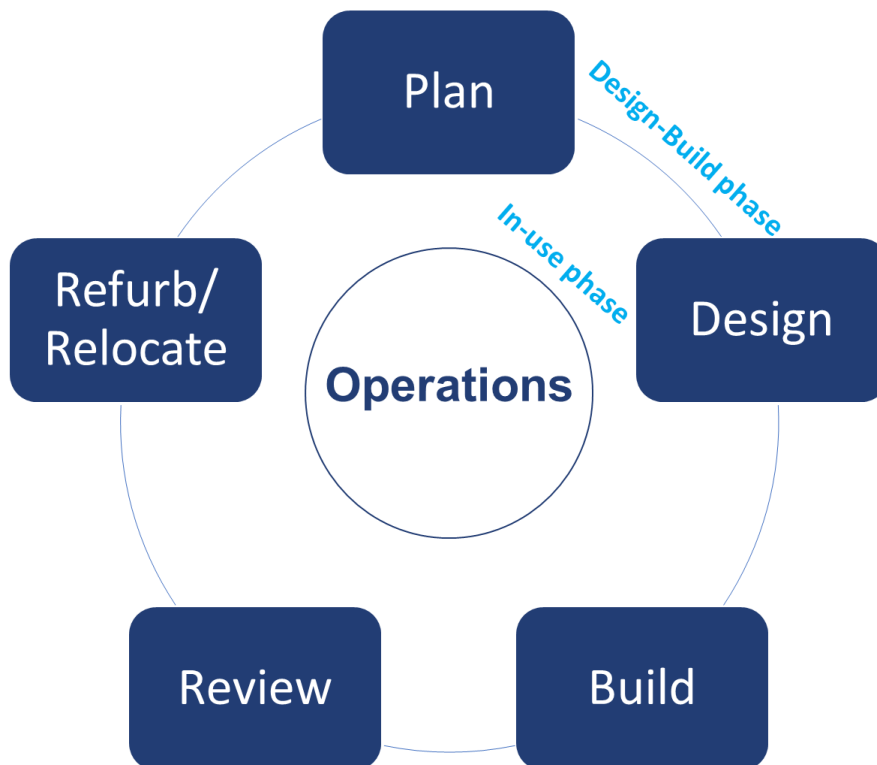 Plan
Design-Build phase
In-use phase
Refurb/
Relocate
Design
Operations
Review
Build